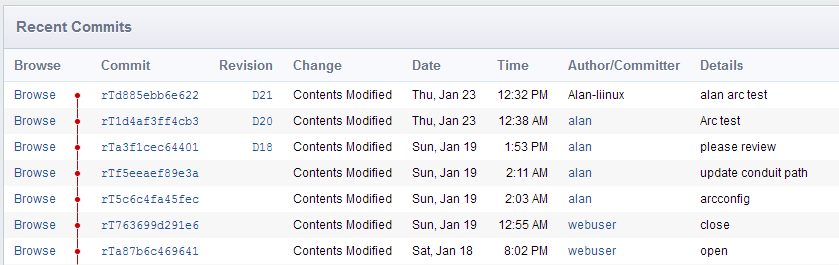 Recent Commits
Browse Commit Revision Change Date Time Author/Committer Details
Browse rTd885ebb6e622 D21 Contents Modified Thu, Jan 23 12:32 PM Alan-liinux alan arc test
Browse rT1d4af3ff4cb3 D20 Contents Modified Thu, Jan 23 12:38 AM alan Arc test
Browse rTa3f1cec64401 D18 Contents Modified Sun, Jan 19 1:53 PM alan please review
Browse rTf5eeaef89e3a Contents Modified Sun, Jan 19 2:11 AM alan update conduit path
Browse rT5c6c4fa45fec Contents Modified Sun, Jan 19 2:03 AM alan arcconfig
Browse rT763699d291e6 Contents Modified Sun, Jan 19 12:55 AM webuser close
Browse rTa87b6c469641 Contents Modified Sat, Jan 18 8:02 PM webuser open